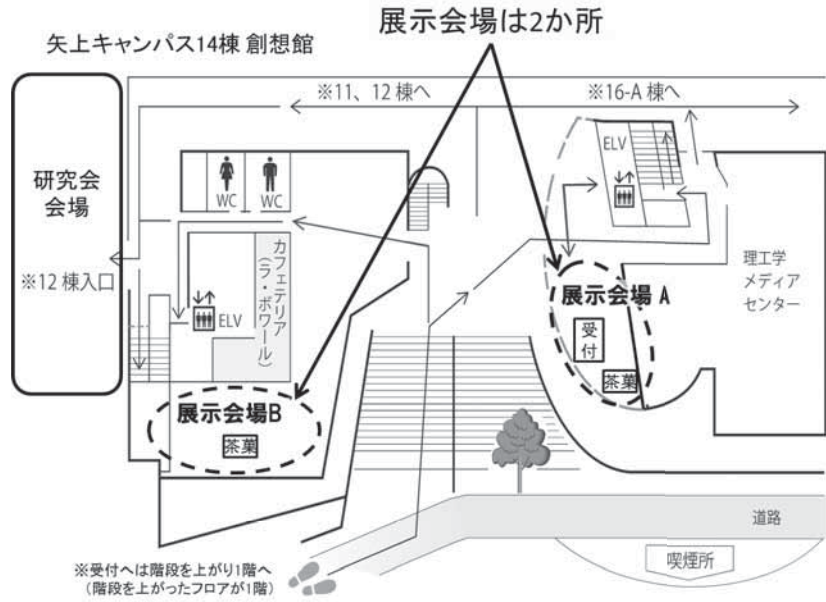 展示会場は2か所
矢上キャンパス14棟 創想館
※11、12棟へ
※16-A 棟へ
研究会
会場
※12棟入口
WC
WC
ELV
カフェテリア
(ラ・ボワール)
ELV
展示会場B
茶菓
展示会場 A
受付
茶菓
理工学
メディア
センター
道路
喫煙所
※受付へは階段を上がり1階へ
(階段を上がったフロアが1階)